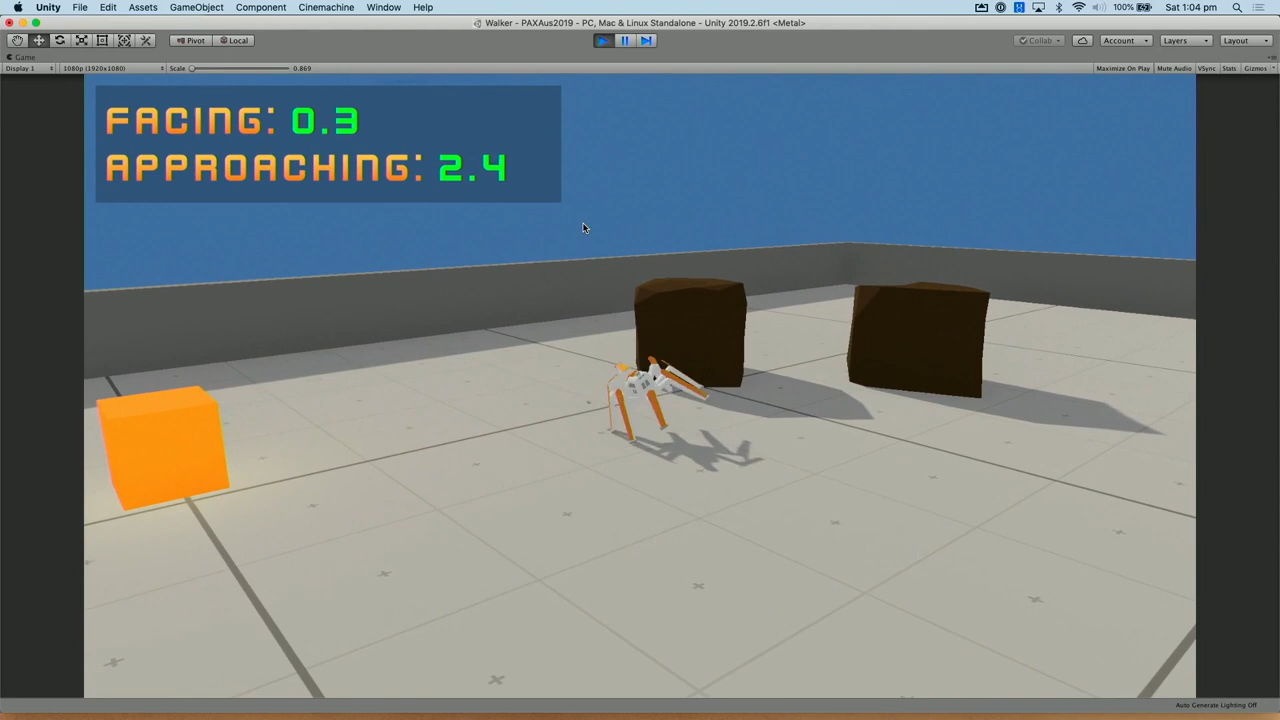 Unity File Edit Assets GameObject Component Cinemachine Window Help 100% Sat 1:04 pm
Walker - PAXAus2019 - PC, Mac & Linux Standalone - Unity 2019.2.6f1 <Metal>
Pivot Local Collab Account Layers Layout
Game
Display 1 1080p (1920x1080) Scale 0.869 Maximize On Play Mute Audio VSync Stats Gizmos
FACING: 0.3
APPROACHING: 2.4
Auto Generate Lighting Off